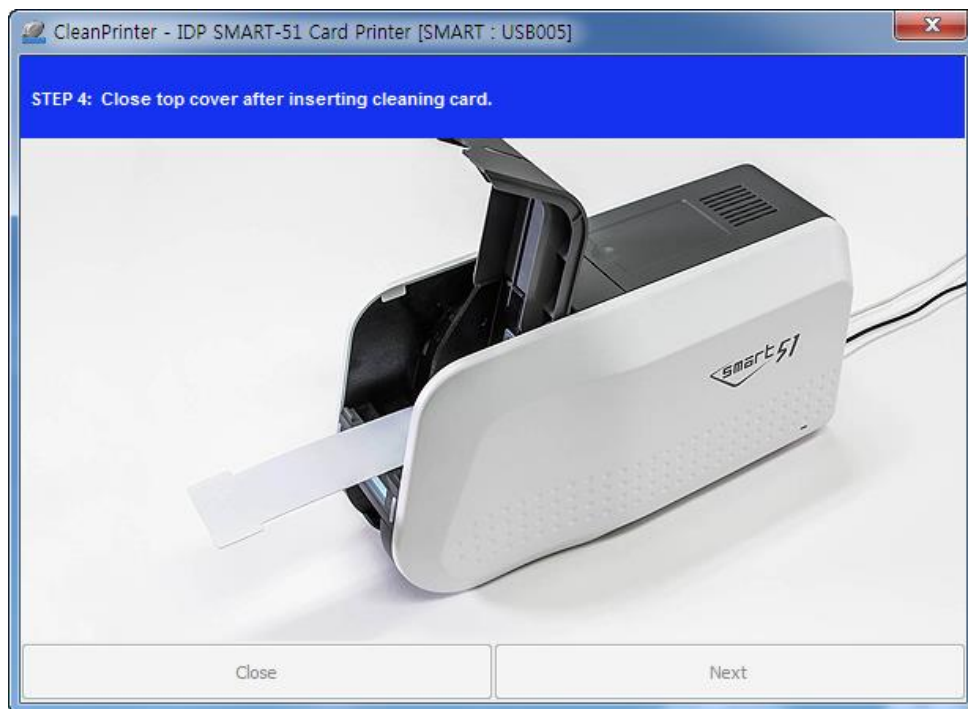 CleanPrinter - IDP SMART-51 Card Printer [SMART : USB005]
STEP 4: Close top cover after inserting cleaning card.
smart 51
Close
Next